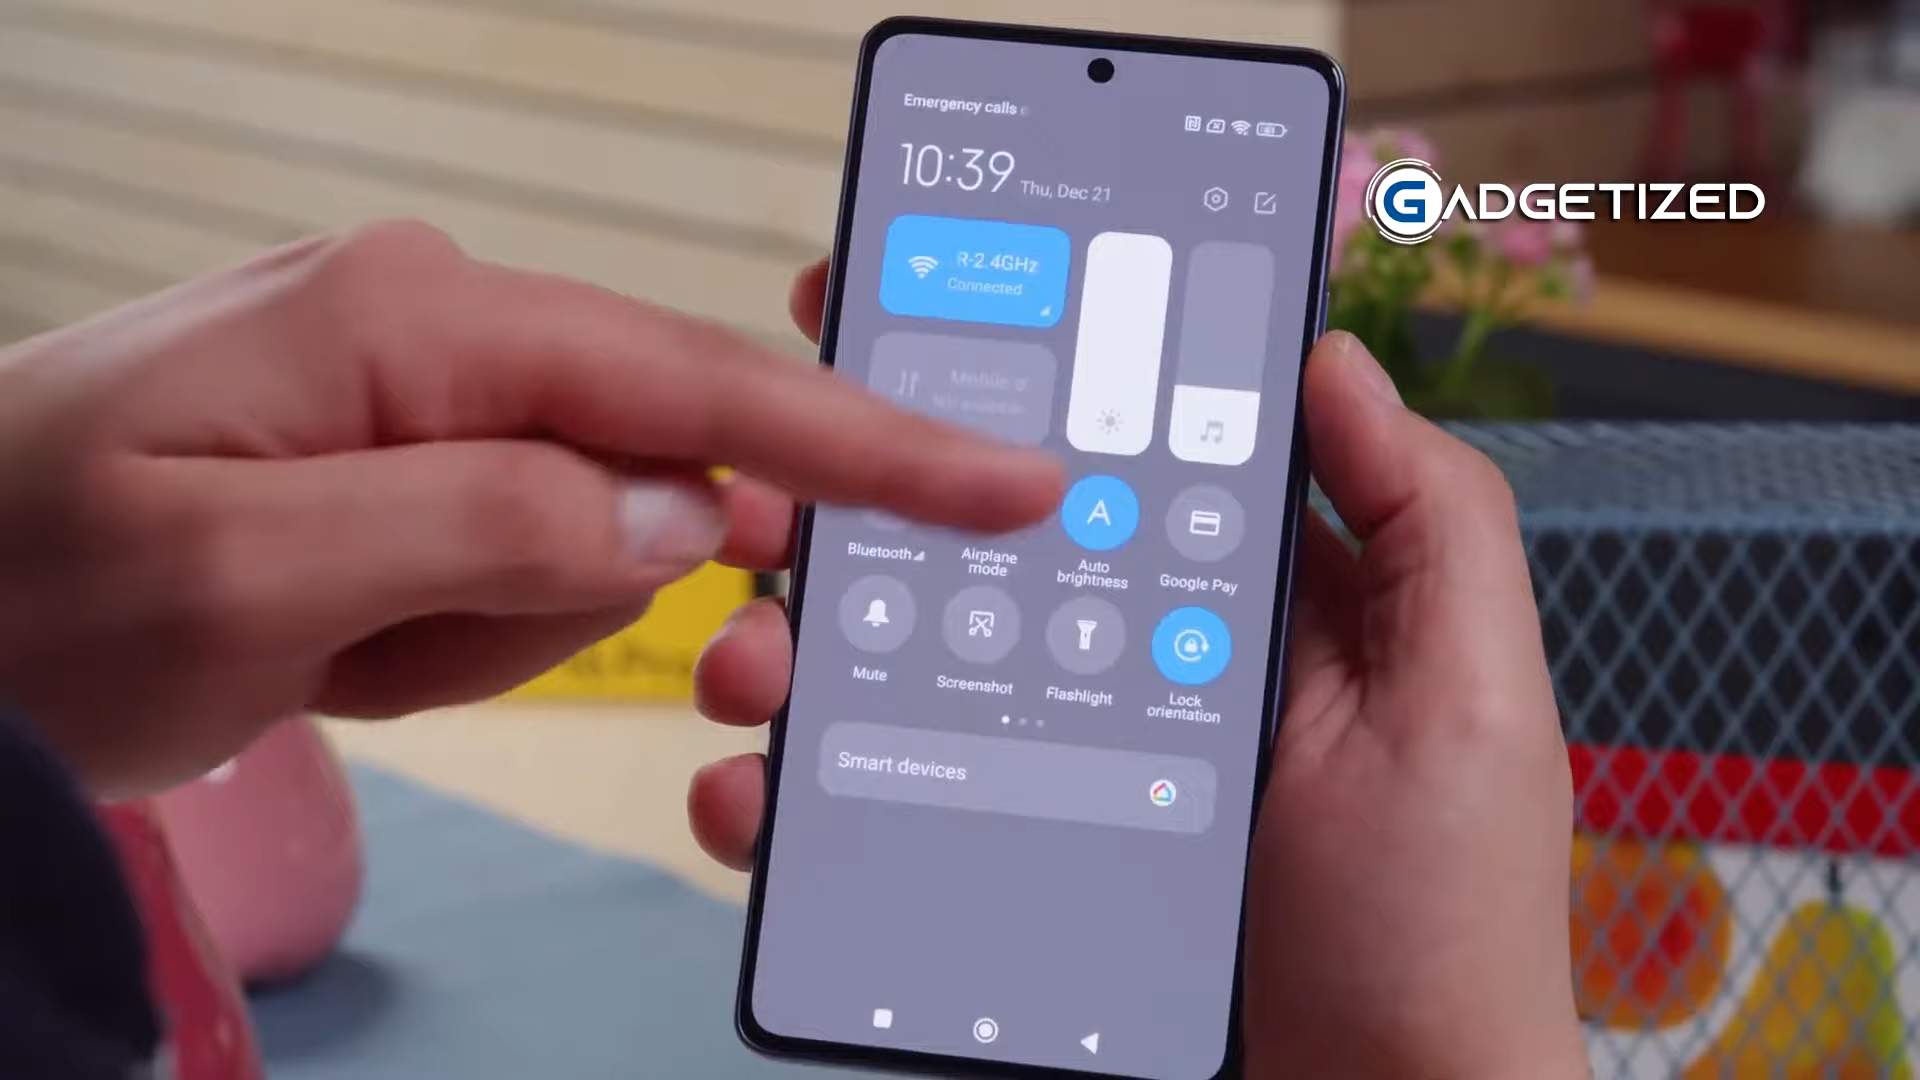 Emergency calls
10:39 Thu, Dec 21
GADGETIZED
R-2.4GHz
Connected
Mobile
A
Bluetooth
Airplane
mode
Auto
brightness
Google Pay
Mute
Screenshot
Flashlight
Lock
orientation
Smart devices